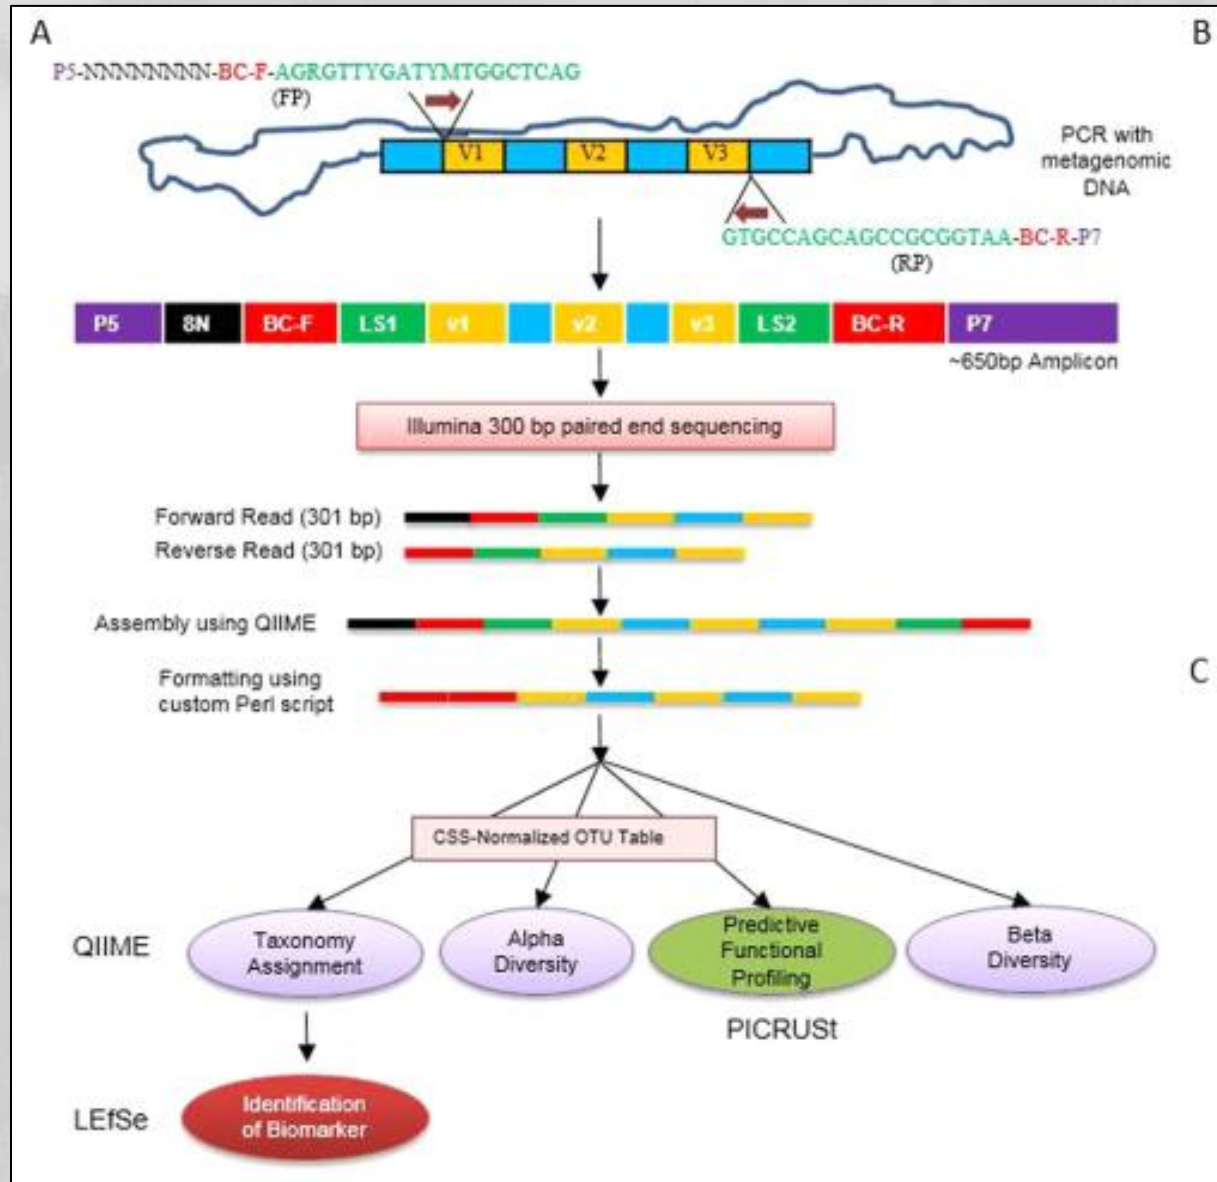 A
B
P5-NNNNNNNN-BC-F-AGRGTTYGATYMTGGCTCAG
(FP)
V1
V2
V3
PCR with
metagenomic
DNA
GTGCCAGCAGCCGCGGTAA-BC-R-P7
(RP)
P5
8N
BC-F
LS1
v1
v2
v3
LS2
BC-R
P7
~650bp Amplicon
Illumina 300 bp paired end sequencing
Forward Read (301 bp)
Reverse Read (301 bp)
Assembly using QIIME
Formatting using
custom Perl script
C
CSS-Normalized OTU Table
QIIME
Taxonomy
Assignment
Alpha
Diversity
Predictive
Functional
Profiling
Beta
Diversity
PICRUSt
LEfSe
Identification
of Biomarker